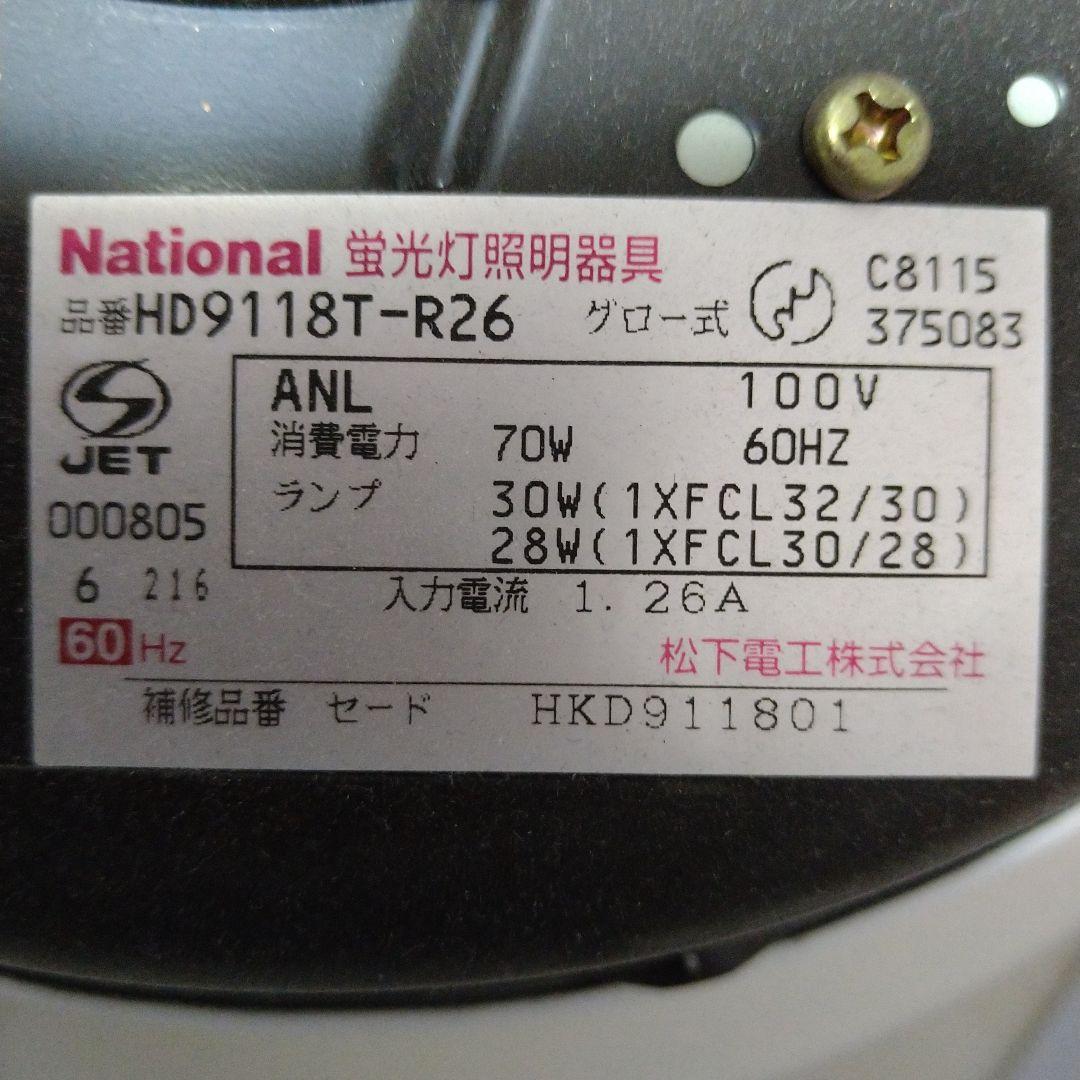 National 蛍光灯照明器具
品番HD9118T-R26 グロー式
C8115
375083
JET
000805
6 216
60Hz
ANL 100V
消費電力 70W 60HZ
ランプ 30W(1XFCL32/30)
28W(1XFCL30/28)
入力電流 1.26A
松下電工株式会社
補修品番 セード HKD911801